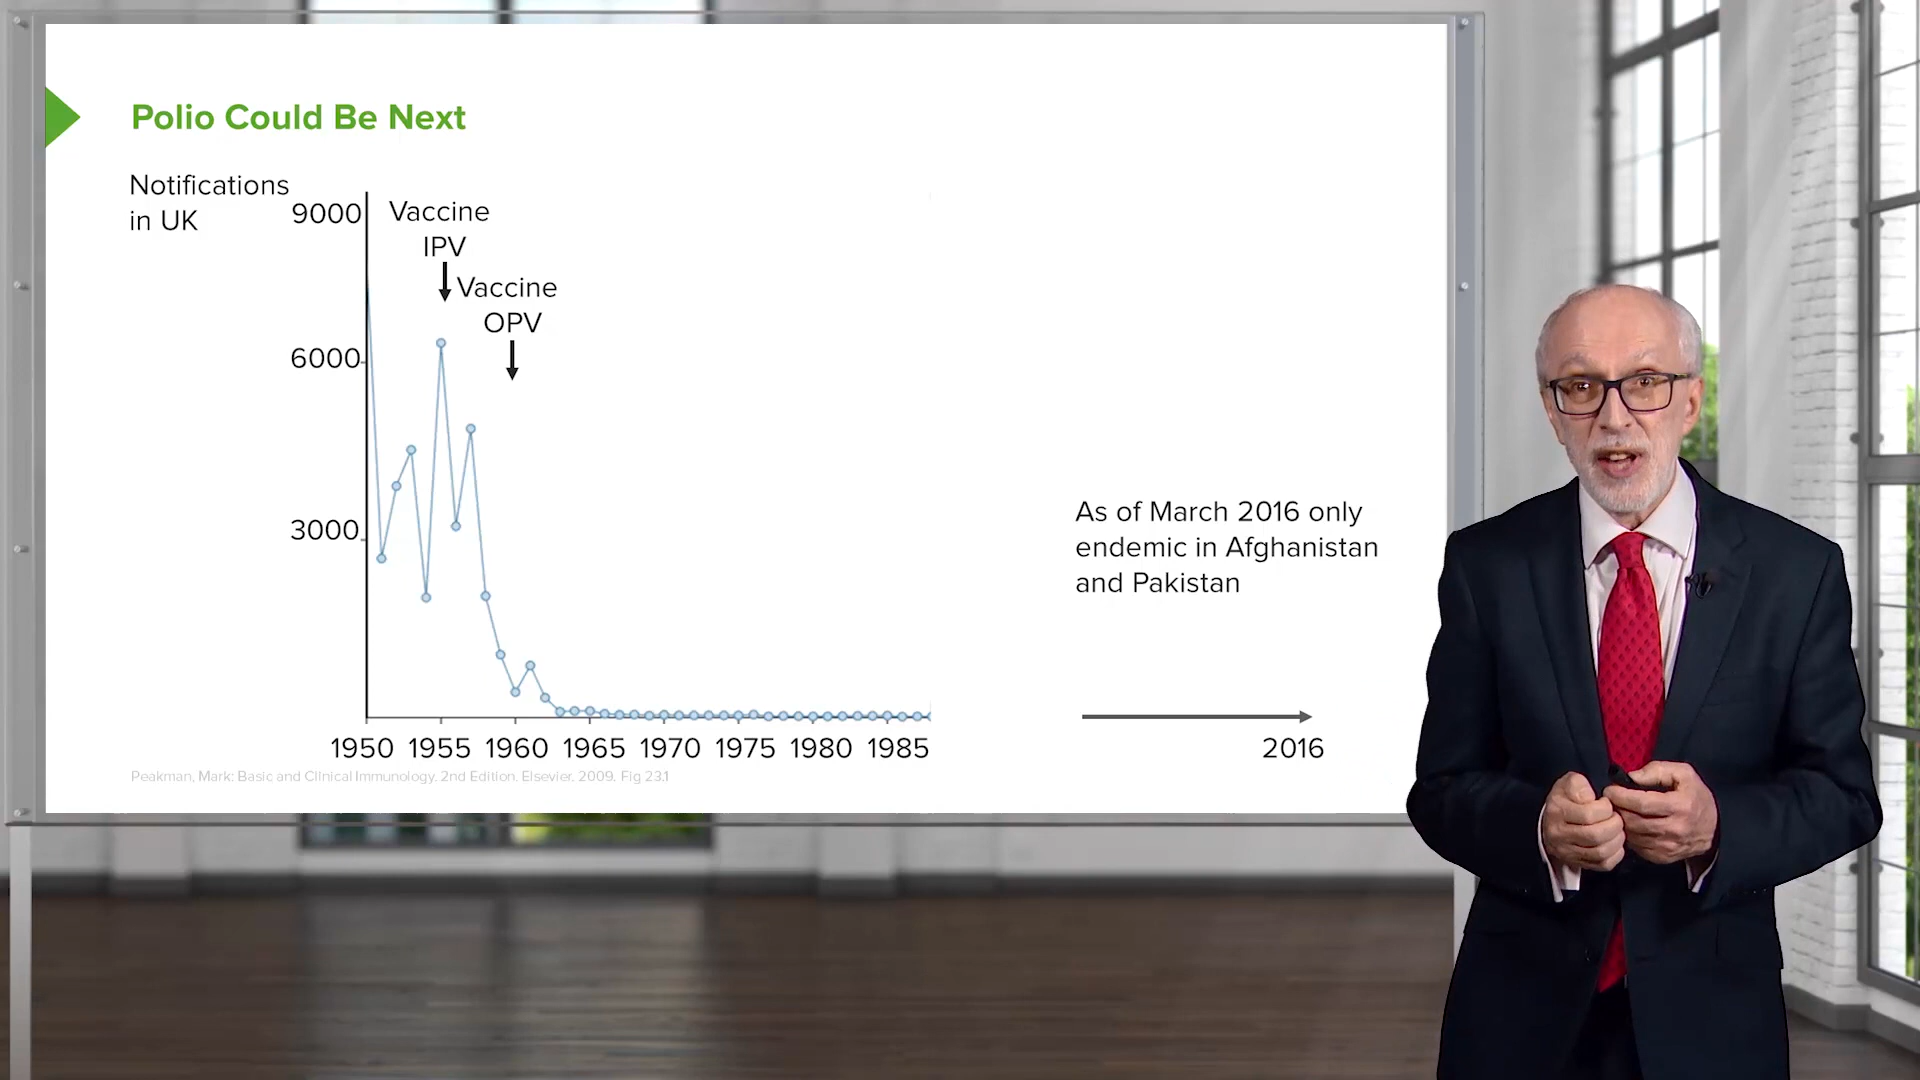 Polio Could Be Next
Notifications
in UK
9000
6000
3000
Vaccine
IPV
Vaccine
OPV
As of March 2016 only
endemic in Afghanistan
and Pakistan
1950 1955 1960 1965 1970 1975 1980 1985
2016
Peakman, Mark: Basic and Clinical Immunology. 2nd Edition. Elsevier. 2009. Fig 23.1